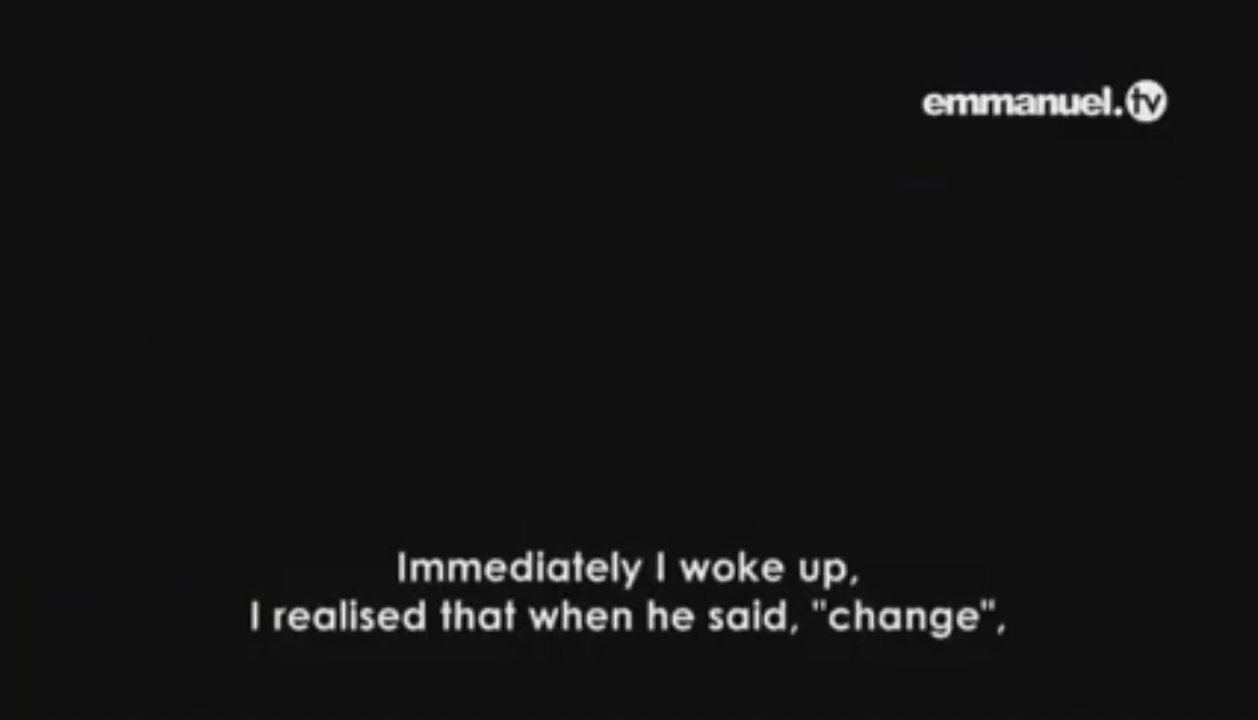 emmanuel.tv
Immediately I woke up,
I realised that when he said, "change",